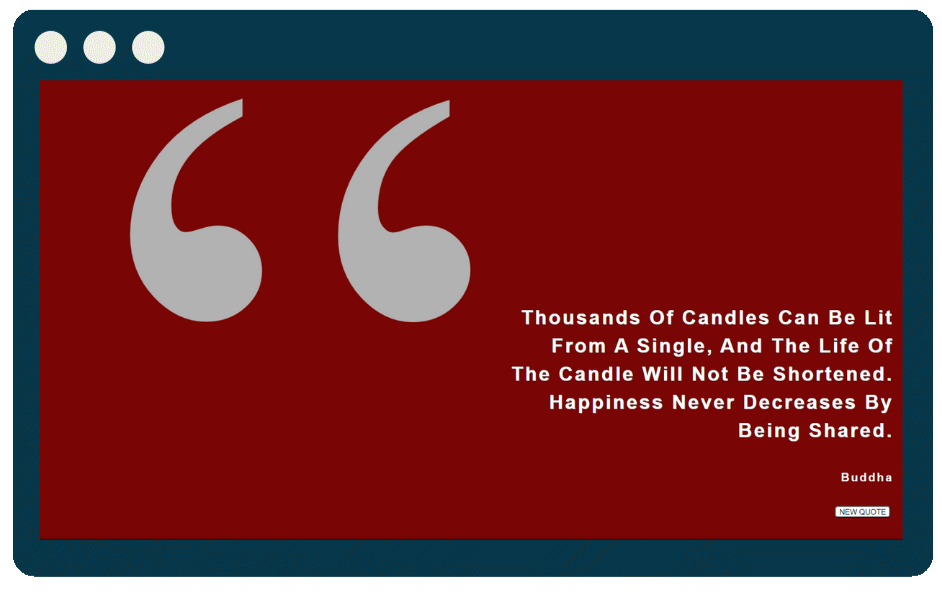 “
Thousands Of Candles Can Be Lit
From A Single, And The Life Of
The Candle Will Not Be Shortened.
Happiness Never Decreases By
Being Shared.
Buddha
NEW QUOTE